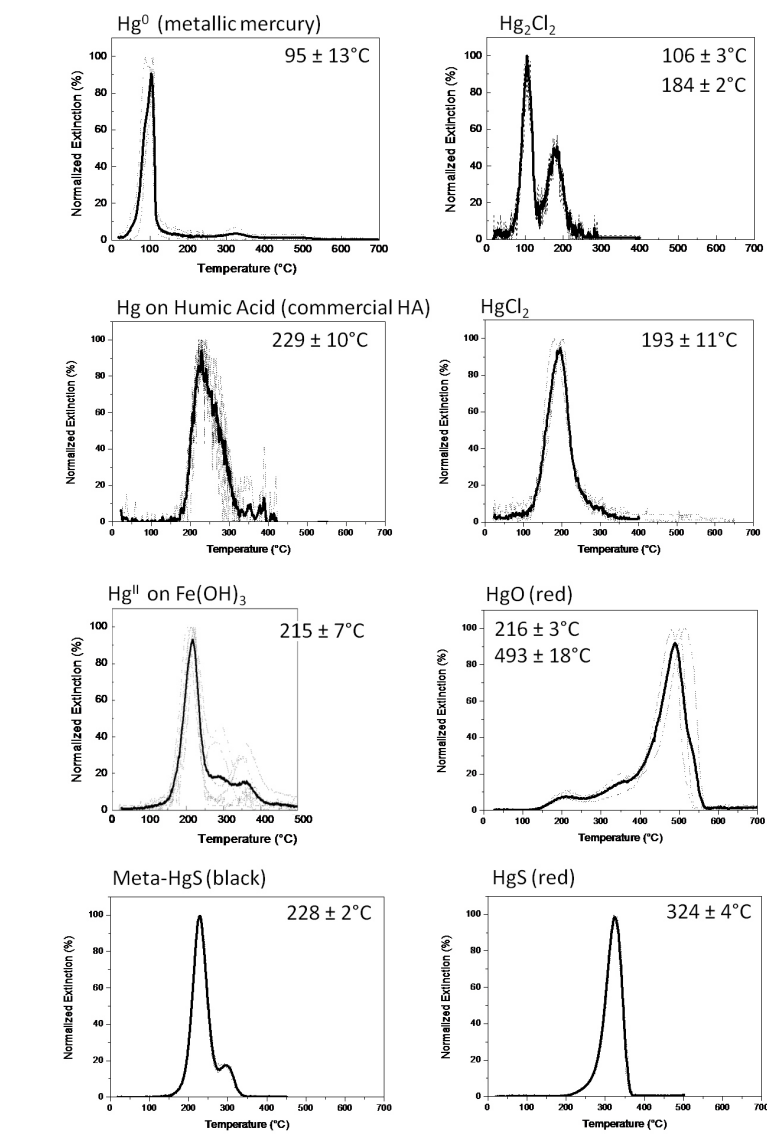 Hg⁰ (metallic mercury)
95 ± 13°C
Normalized Extinction (%)
100
80
60
40
20
0
0 100 200 300 400 500 600 700
Temperature (°C)
Hg₂Cl₂
106 ± 3°C
184 ± 2°C
Normalized Extinction (%)
100
80
60
40
20
0
0 100 200 300 400 500 600 700
Temperature (°C)
Hg on Humic Acid (commercial HA)
229 ± 10°C
Normalized Extinction (%)
100
80
60
40
20
0
0 100 200 300 400 500 600 700
Temperature (°C)
HgCl₂
193 ± 11°C
Normalized Extinction (%)
100
80
60
40
20
0
0 100 200 300 400 500 600 700
Temperature (°C)
Hgᴵᴵ on Fe(OH)₃
215 ± 7°C
Normalized Extinction (%)
100
80
60
40
20
0
0 100 200 300 400 500
Temperature (°C)
HgO (red)
216 ± 3°C
493 ± 18°C
Normalized Extinction (%)
100
80
60
40
20
0
0 100 200 300 400 500 600 700
Temperature (°C)
Meta-HgS (black)
228 ± 2°C
Normalized Extinction (%)
100
80
60
40
20
0
0 100 200 300 400 500 600 700
Temperature (°C)
HgS (red)
324 ± 4°C
Normalized Extinction (%)
100
80
60
40
20
0
0 100 200 300 400 500 600 700
Temperature (°C)